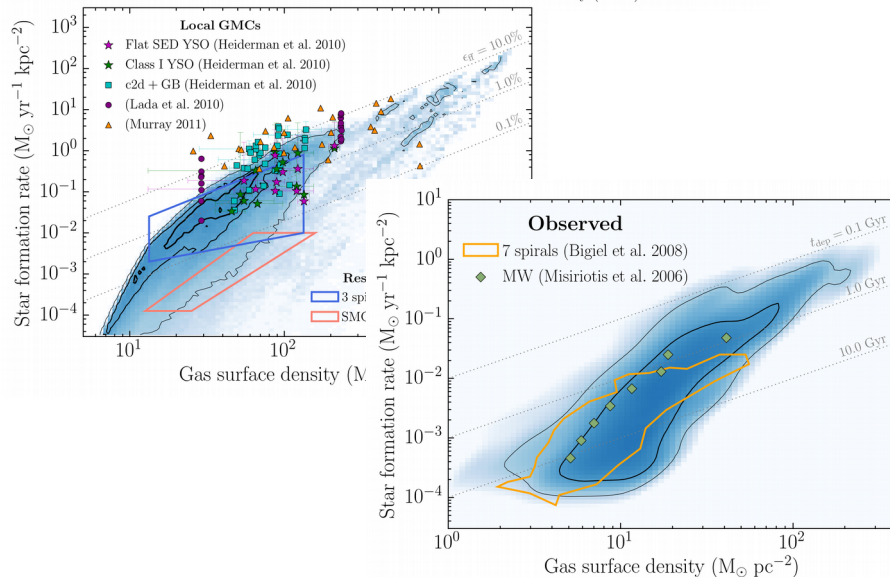 Local GMCs
Flat SED YSO (Heiderman et al. 2010)
Class I YSO (Heiderman et al. 2010)
c2d + GB (Heiderman et al. 2010)
(Lada et al. 2010)
(Murray 2011)
ϵff = 10.0%
1.0%
0.1%
10³
10²
10¹
10⁰
10⁻¹
10⁻²
10⁻³
10⁻⁴
Star formation rate (M⊙ yr⁻¹ kpc⁻²)
Res
3 spi
SMC
10¹
10²
Gas surface density (M
Observed
7 spirals (Bigiel et al. 2008)
MW (Misiriotis et al. 2006)
tdep = 0.1 Gyr
1.0 Gyr
10.0 Gyr
10¹
10⁰
10⁻¹
10⁻²
10⁻³
10⁻⁴
Star formation rate (M⊙ yr⁻¹ kpc⁻²)
10⁰
10¹
10²
Gas surface density (M⊙ pc⁻²)